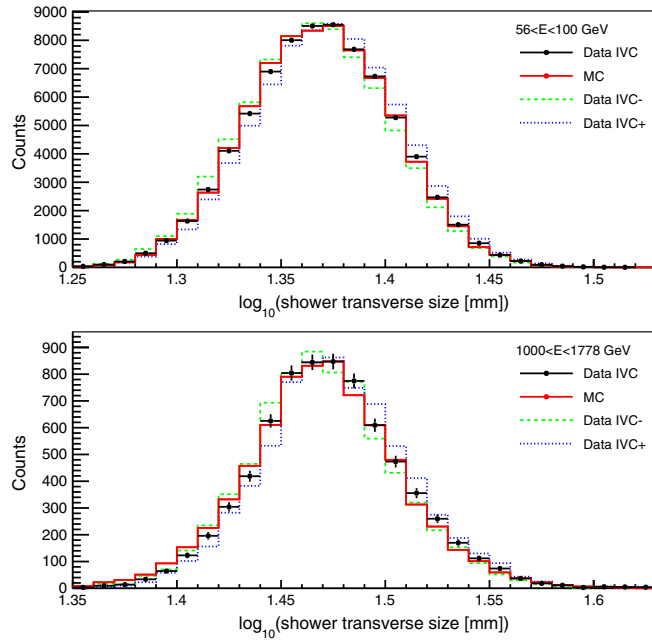 9000
8000
7000
6000
5000
4000
3000
2000
1000
0
Counts
56<E<100 GeV
Data IVC
MC
Data IVC-
Data IVC+
1.25 1.3 1.35 1.4 1.45 1.5
log10(shower transverse size [mm])
900
800
700
600
500
400
300
200
100
0
Counts
1000<E<1778 GeV
Data IVC
MC
Data IVC-
Data IVC+
1.35 1.4 1.45 1.5 1.55 1.6
log10(shower transverse size [mm])